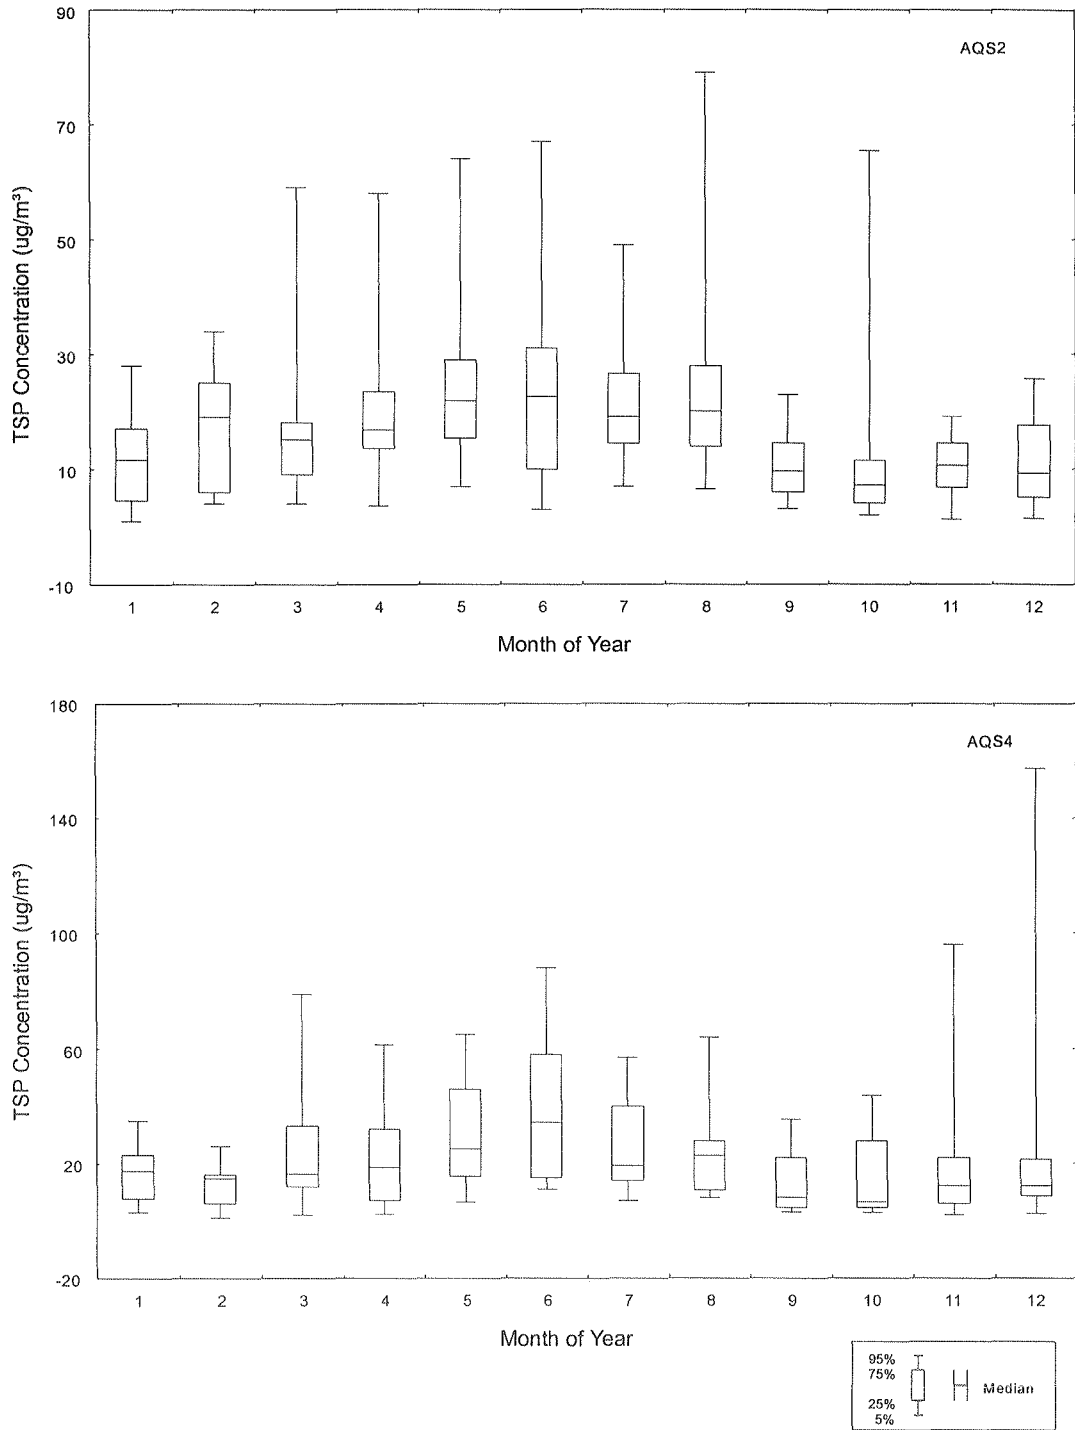 90
AQS2
70
50
30
10
-10
TSP Concentration (ug/m³)
1 2 3 4 5 6 7 8 9 10 11 12
Month of Year
180
AQS4
140
100
60
20
-20
TSP Concentration (ug/m³)
1 2 3 4 5 6 7 8 9 10 11 12
Month of Year
95%
75%
Median
25%
5%